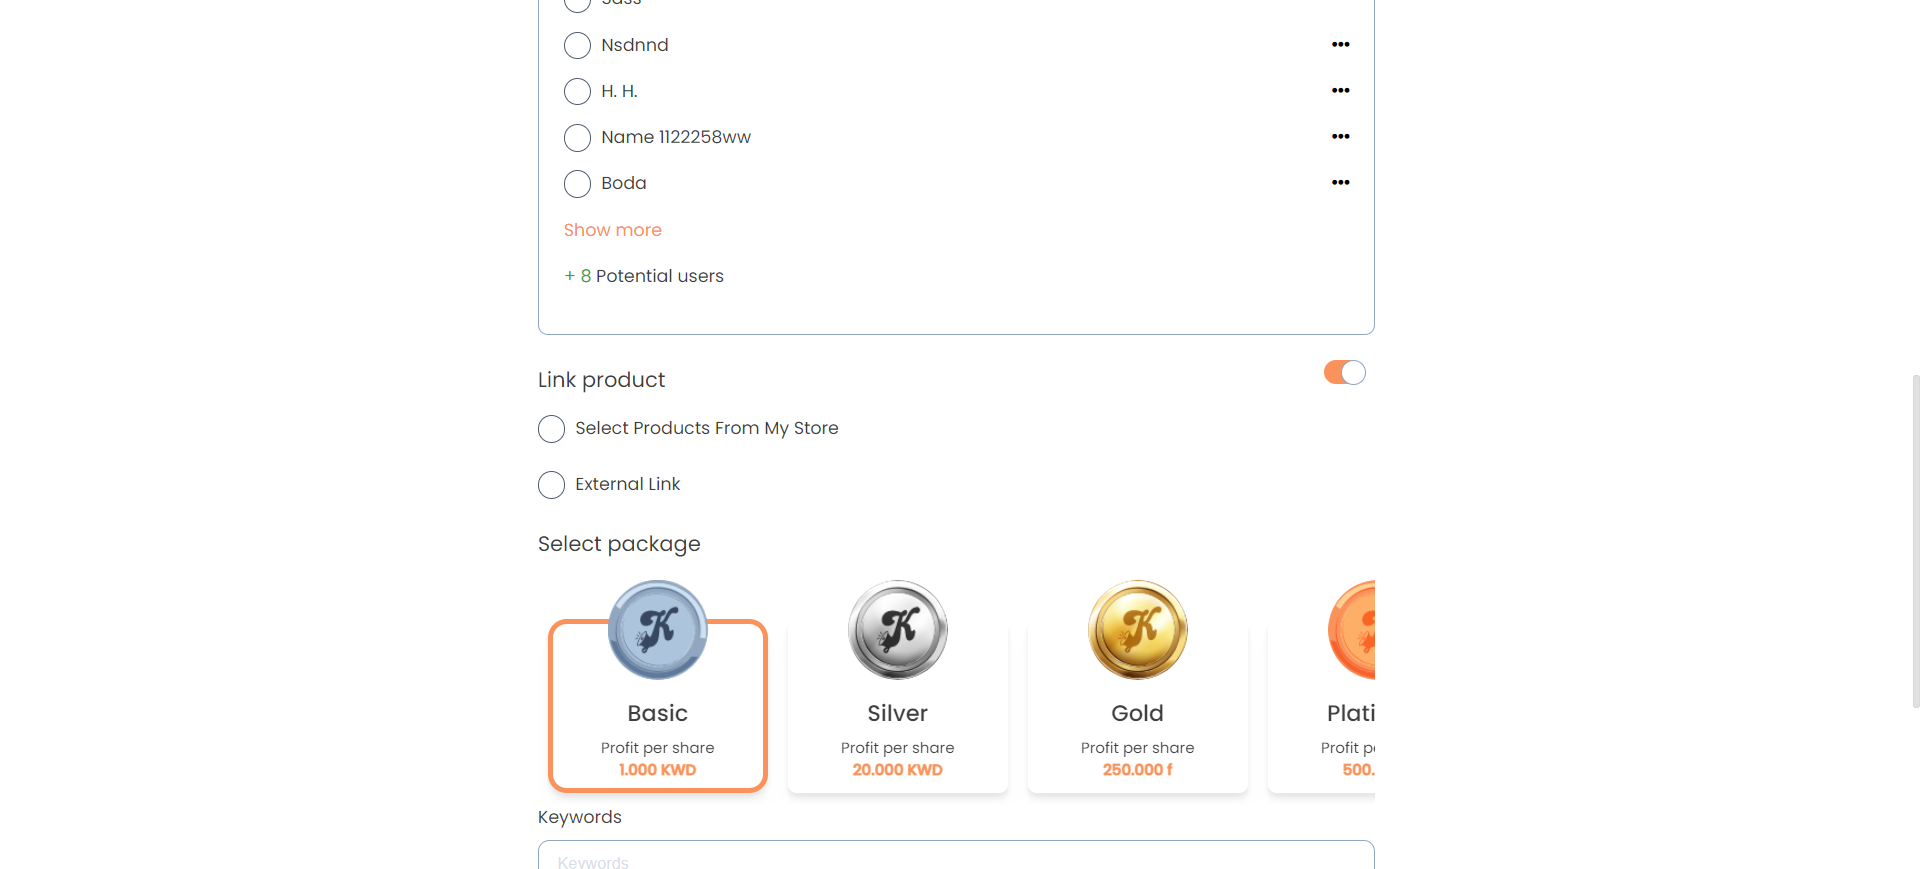 Sass
Nsdnnd
H. H.
Name 1122258ww
Boda
Show more
+ 8 Potential users
Link product
Select Products From My Store
External Link
Select package
K K K
Basic Silver Gold Plati
Profit per share Profit per share Profit per share Profit pe
1.000 KWD 20.000 KWD 250.000 f 500.
Keywords
Keywords